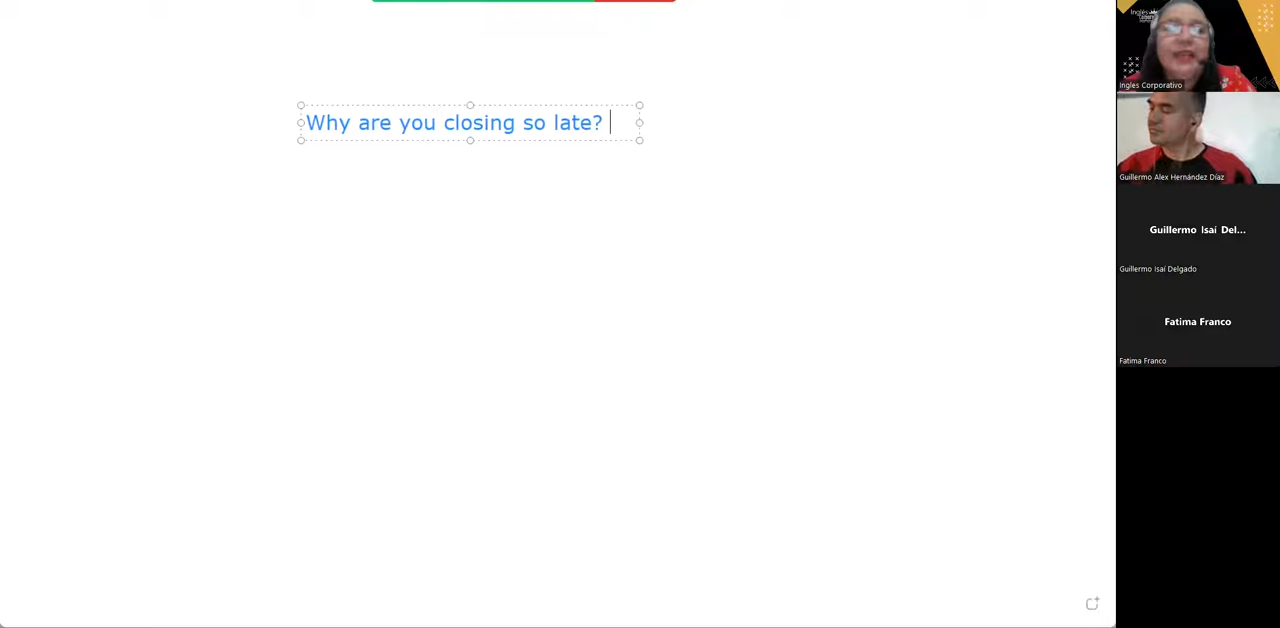 Why are you closing so late?
Inglés
Ingles Corporativo
Guillermo Alex Hernández Díaz
Guillermo Isaí Del...
Guillermo Isaí Delgado
Fatima Franco
Fatima Franco